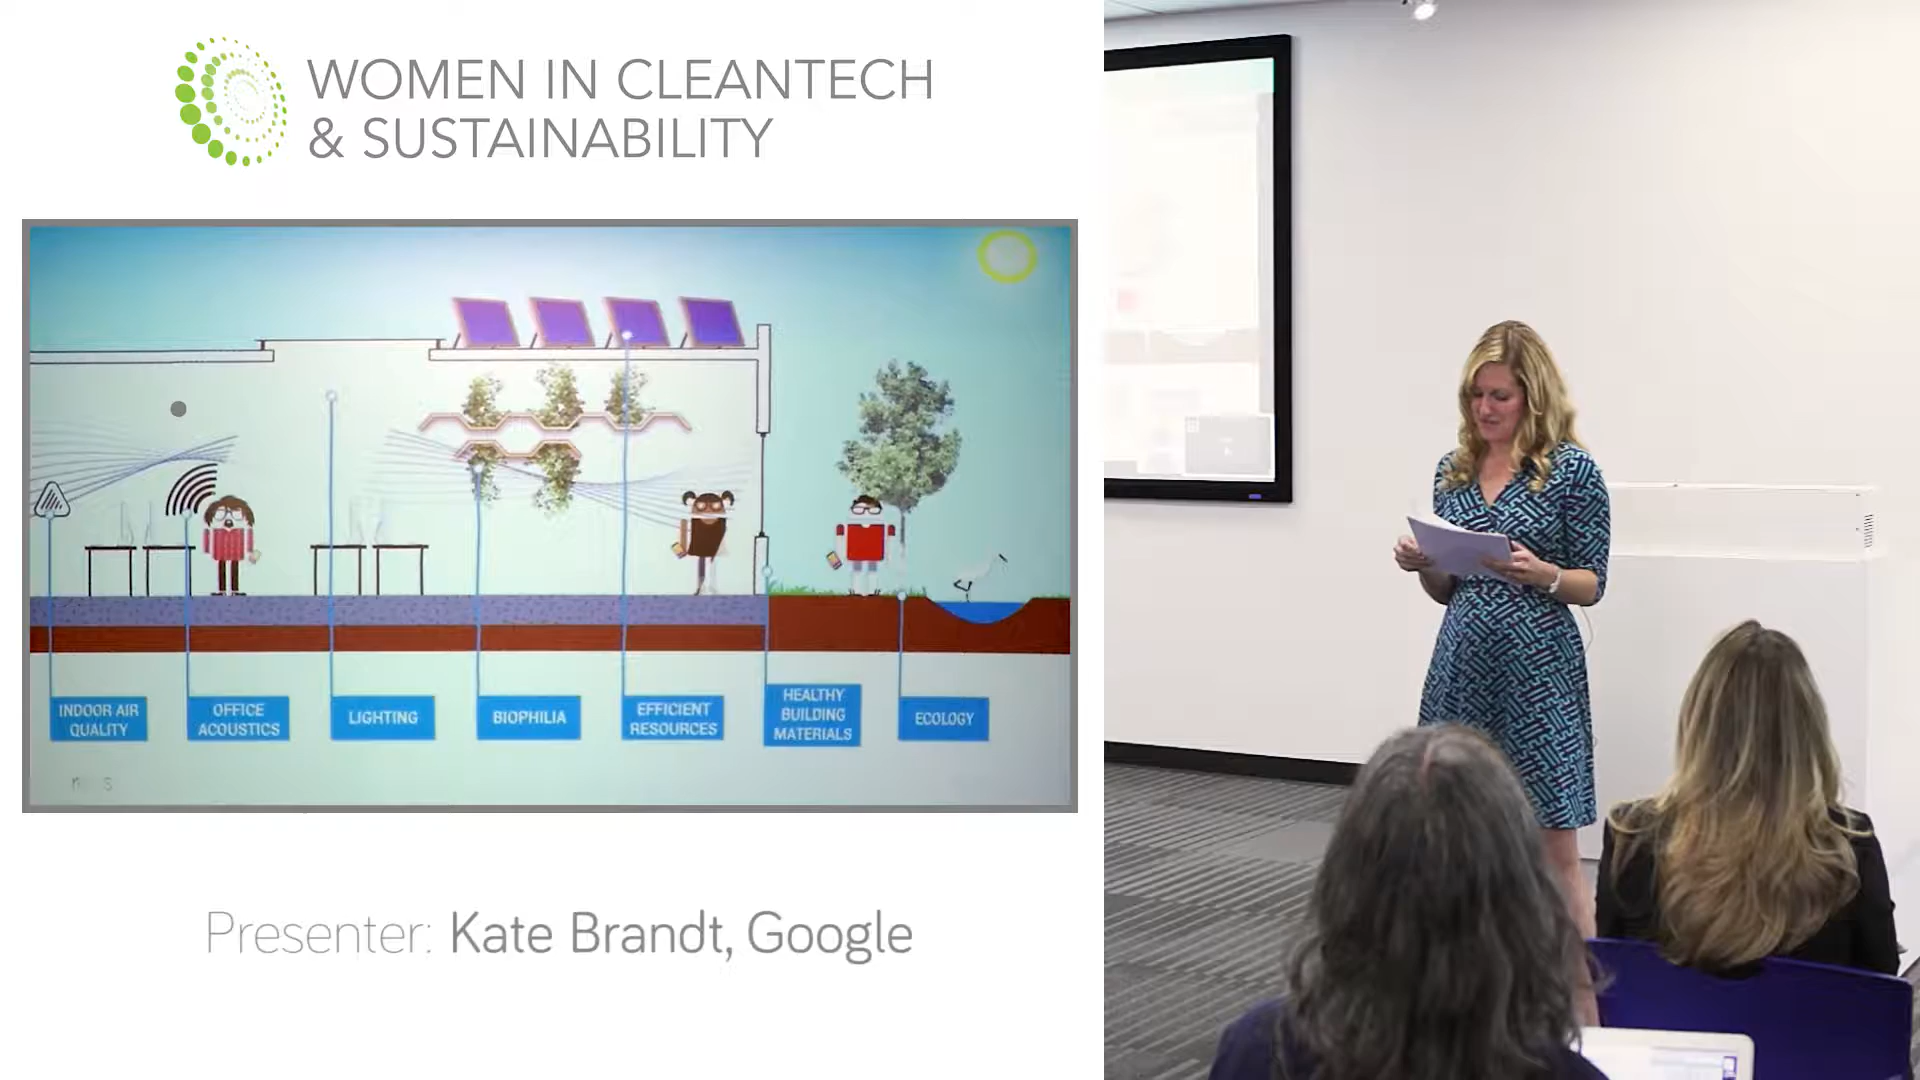 WOMEN IN CLEANTECH
& SUSTAINABILITY
INDOOR AIR
QUALITY
OFFICE
ACOUSTICS
LIGHTING
BIOPHILIA
EFFICIENT
RESOURCES
HEALTHY
BUILDING
MATERIALS
ECOLOGY
Presenter: Kate Brandt, Google